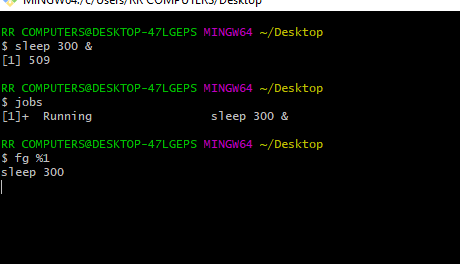 MINGW64:/c/Users/RR COMPUTERS/Desktop
RR COMPUTERS@DESKTOP-47LGEPS MINGW64 ~/Desktop
$ sleep 300 &
[1] 509
RR COMPUTERS@DESKTOP-47LGEPS MINGW64 ~/Desktop
$ jobs
[1]+  Running                 sleep 300 &
RR COMPUTERS@DESKTOP-47LGEPS MINGW64 ~/Desktop
$ fg %1
sleep 300